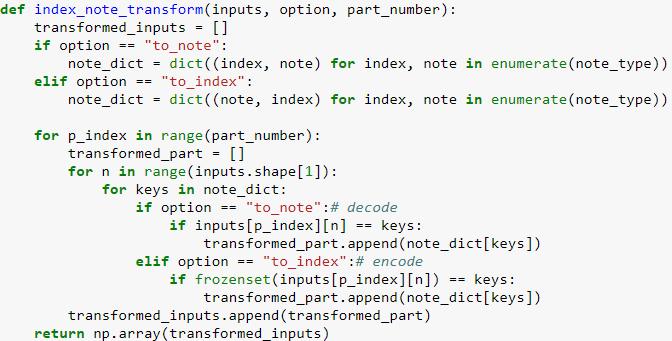 def index_note_transform(inputs, option, part_number):
    transformed_inputs = []
    if option == "to_note":
        note_dict = dict((index, note) for index, note in enumerate(note_type))
    elif option == "to_index":
        note_dict = dict((note, index) for index, note in enumerate(note_type))

    for p_index in range(part_number):
        transformed_part = []
        for n in range(inputs.shape[1]):
            for keys in note_dict:
                if option == "to_note":# decode
                    if inputs[p_index][n] == keys:
                        transformed_part.append(note_dict[keys])
                elif option == "to_index":# encode
                    if frozenset(inputs[p_index][n]) == keys:
                        transformed_part.append(note_dict[keys])
        transformed_inputs.append(transformed_part)
    return np.array(transformed_inputs)